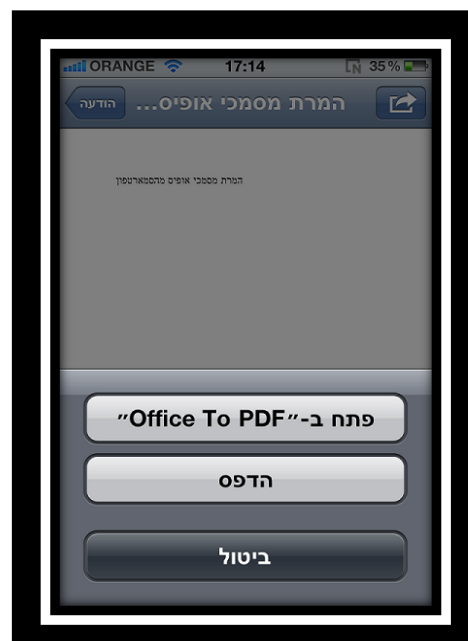 ORANGE 17:14 35%
הודעה המרת מסמכי אופיס...
המרת מסמכי אופיס מהסמארטפון
פתח ב-״Office To PDF״
הדפס
ביטול